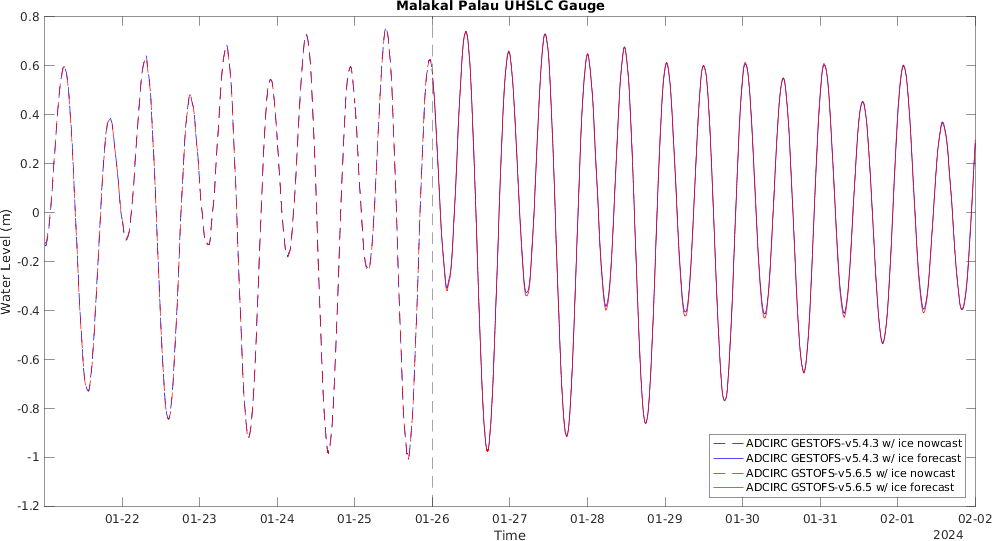 Malakal Palau UHSLC Gauge
0.8
0.6
0.4
0.2
0
-0.2
-0.4
-0.6
-0.8
-1
-1.2
Water Level (m)
ADCIRC GESTOFS-v5.4.3 w/ ice nowcast
ADCIRC GESTOFS-v5.4.3 w/ ice forecast
ADCIRC GSTOFS-v5.6.5 w/ ice nowcast
ADCIRC GSTOFS-v5.6.5 w/ ice forecast
01-22 01-23 01-24 01-25 01-26 01-27 01-28 01-29 01-30 01-31 02-01 02-02
Time
2024